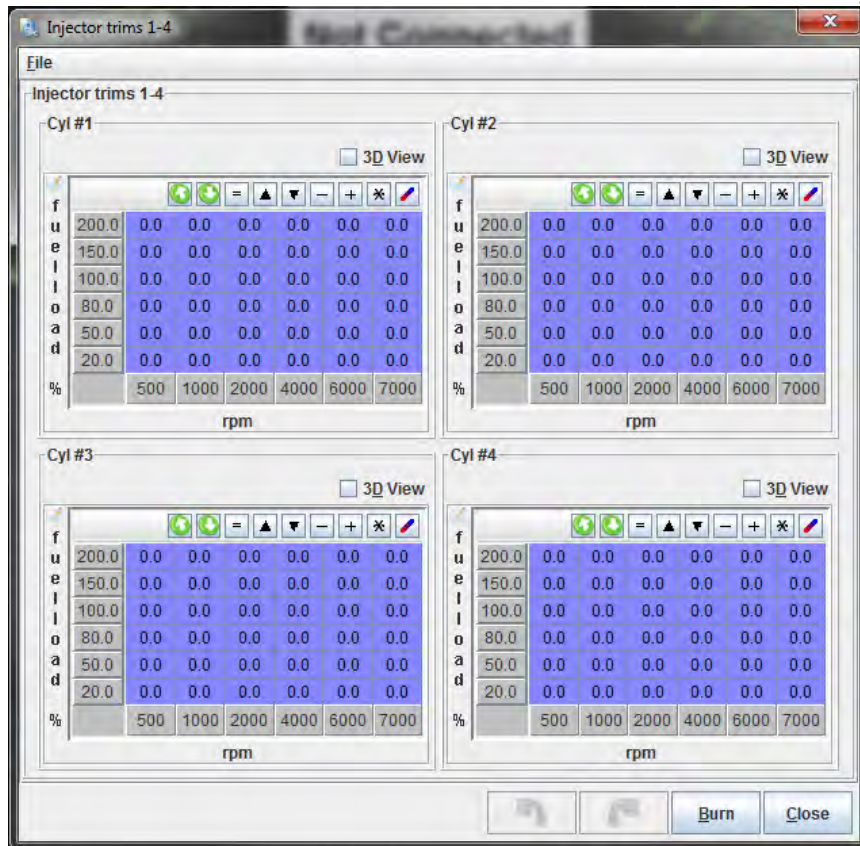 Injector trims 1-4
Not Connected
File
Injector trims 1-4
Cyl #1
3D View
= - + *
fuelload
200.0 0.0 0.0 0.0 0.0 0.0 0.0
150.0 0.0 0.0 0.0 0.0 0.0 0.0
100.0 0.0 0.0 0.0 0.0 0.0 0.0
80.0 0.0 0.0 0.0 0.0 0.0 0.0
50.0 0.0 0.0 0.0 0.0 0.0 0.0
20.0 0.0 0.0 0.0 0.0 0.0 0.0
% 500 1000 2000 4000 6000 7000
rpm
Cyl #2
3D View
= - + *
fuelload
200.0 0.0 0.0 0.0 0.0 0.0 0.0
150.0 0.0 0.0 0.0 0.0 0.0 0.0
100.0 0.0 0.0 0.0 0.0 0.0 0.0
80.0 0.0 0.0 0.0 0.0 0.0 0.0
50.0 0.0 0.0 0.0 0.0 0.0 0.0
20.0 0.0 0.0 0.0 0.0 0.0 0.0
% 500 1000 2000 4000 6000 7000
rpm
Cyl #3
3D View
= - + *
fuelload
200.0 0.0 0.0 0.0 0.0 0.0 0.0
150.0 0.0 0.0 0.0 0.0 0.0 0.0
100.0 0.0 0.0 0.0 0.0 0.0 0.0
80.0 0.0 0.0 0.0 0.0 0.0 0.0
50.0 0.0 0.0 0.0 0.0 0.0 0.0
20.0 0.0 0.0 0.0 0.0 0.0 0.0
% 500 1000 2000 4000 6000 7000
rpm
Cyl #4
3D View
= - + *
fuelload
200.0 0.0 0.0 0.0 0.0 0.0 0.0
150.0 0.0 0.0 0.0 0.0 0.0 0.0
100.0 0.0 0.0 0.0 0.0 0.0 0.0
80.0 0.0 0.0 0.0 0.0 0.0 0.0
50.0 0.0 0.0 0.0 0.0 0.0 0.0
20.0 0.0 0.0 0.0 0.0 0.0 0.0
% 500 1000 2000 4000 6000 7000
rpm
Burn
Close